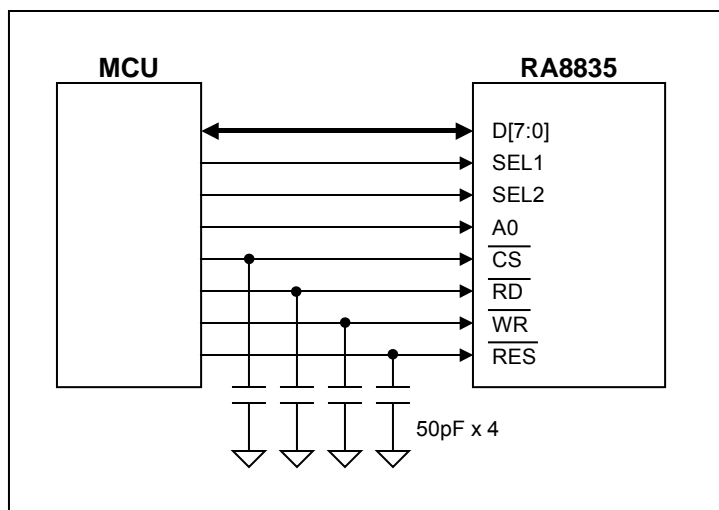 MCU
RA8835
D[7:0]
SEL1
SEL2
A0
CS
RD
WR
RES
50pF x 4